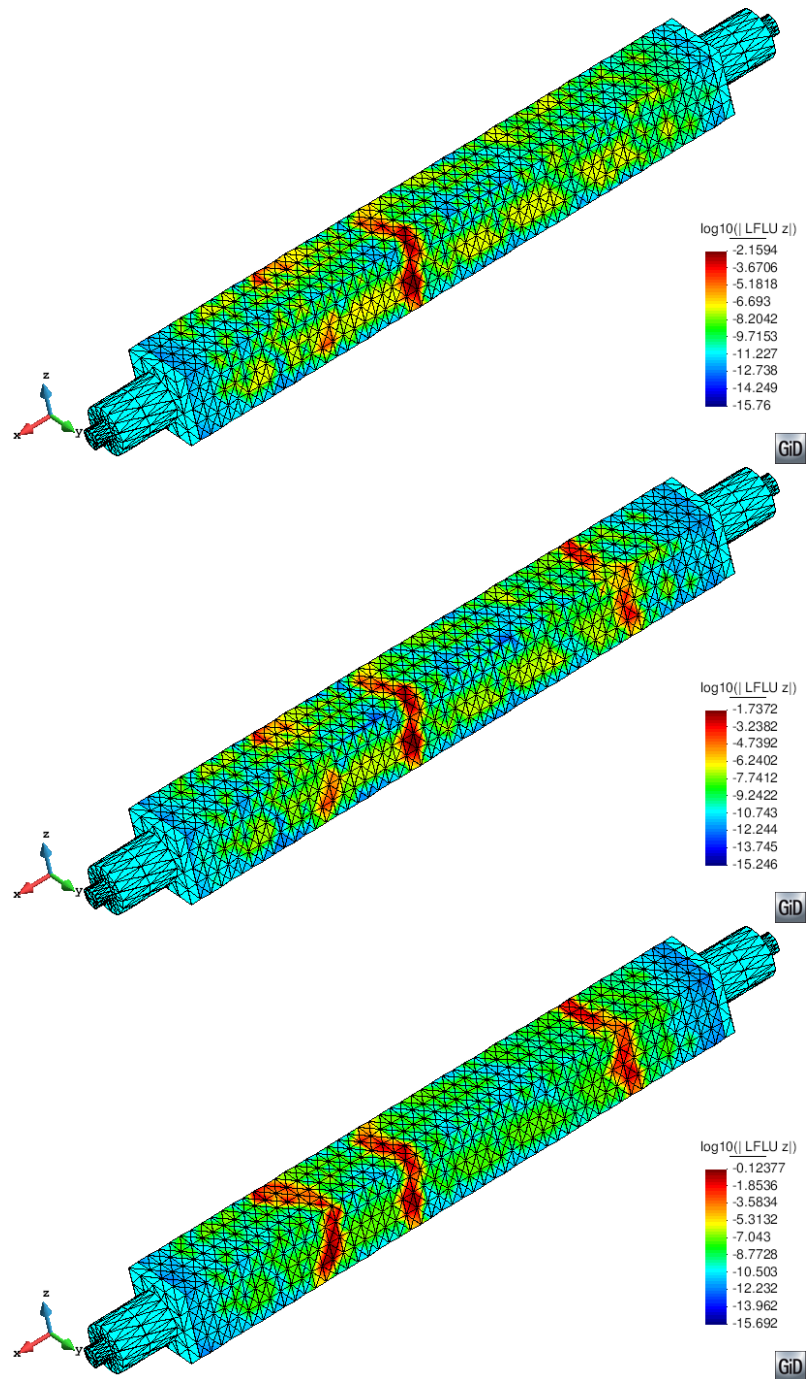 log10(| LFLU z|)
-2.1594
-3.6706
-5.1818
-6.693
-8.2042
-9.7153
-11.227
-12.738
-14.249
-15.76
z
x
y
GiD
log10(| LFLU z|)
-1.7372
-3.2382
-4.7392
-6.2402
-7.7412
-9.2422
-10.743
-12.244
-13.745
-15.246
z
x
y
GiD
log10(| LFLU z|)
-0.12377
-1.8536
-3.5834
-5.3132
-7.043
-8.7728
-10.503
-12.232
-13.962
-15.692
z
x
y
GiD